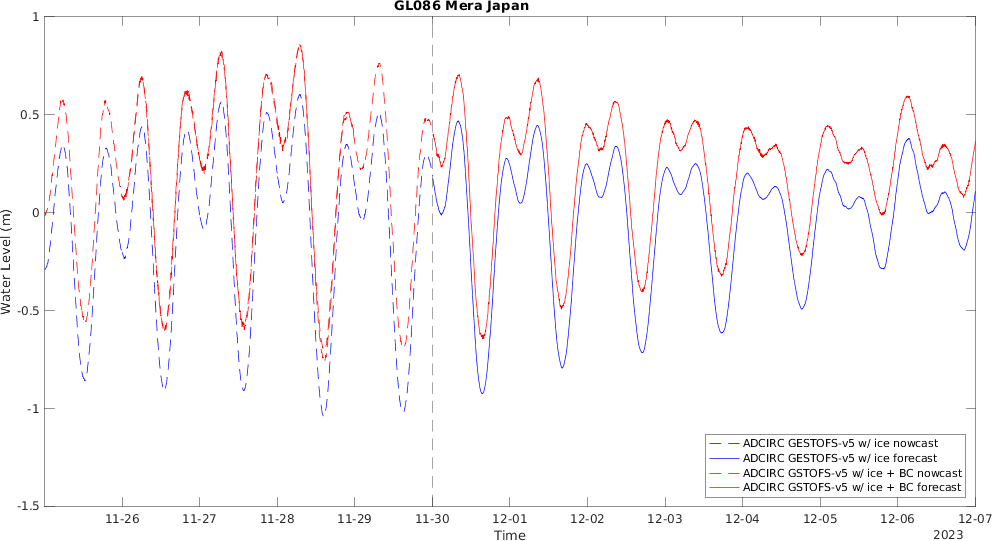 GL086 Mera Japan
1
0.5
0
-0.5
-1
-1.5
Water Level (m)
11-26 11-27 11-28 11-29 11-30 12-01 12-02 12-03 12-04 12-05 12-06 12-07
Time
2023
ADCIRC GESTOFS-v5 w/ ice nowcast
ADCIRC GESTOFS-v5 w/ ice forecast
ADCIRC GSTOFS-v5 w/ ice + BC nowcast
ADCIRC GSTOFS-v5 w/ ice + BC forecast